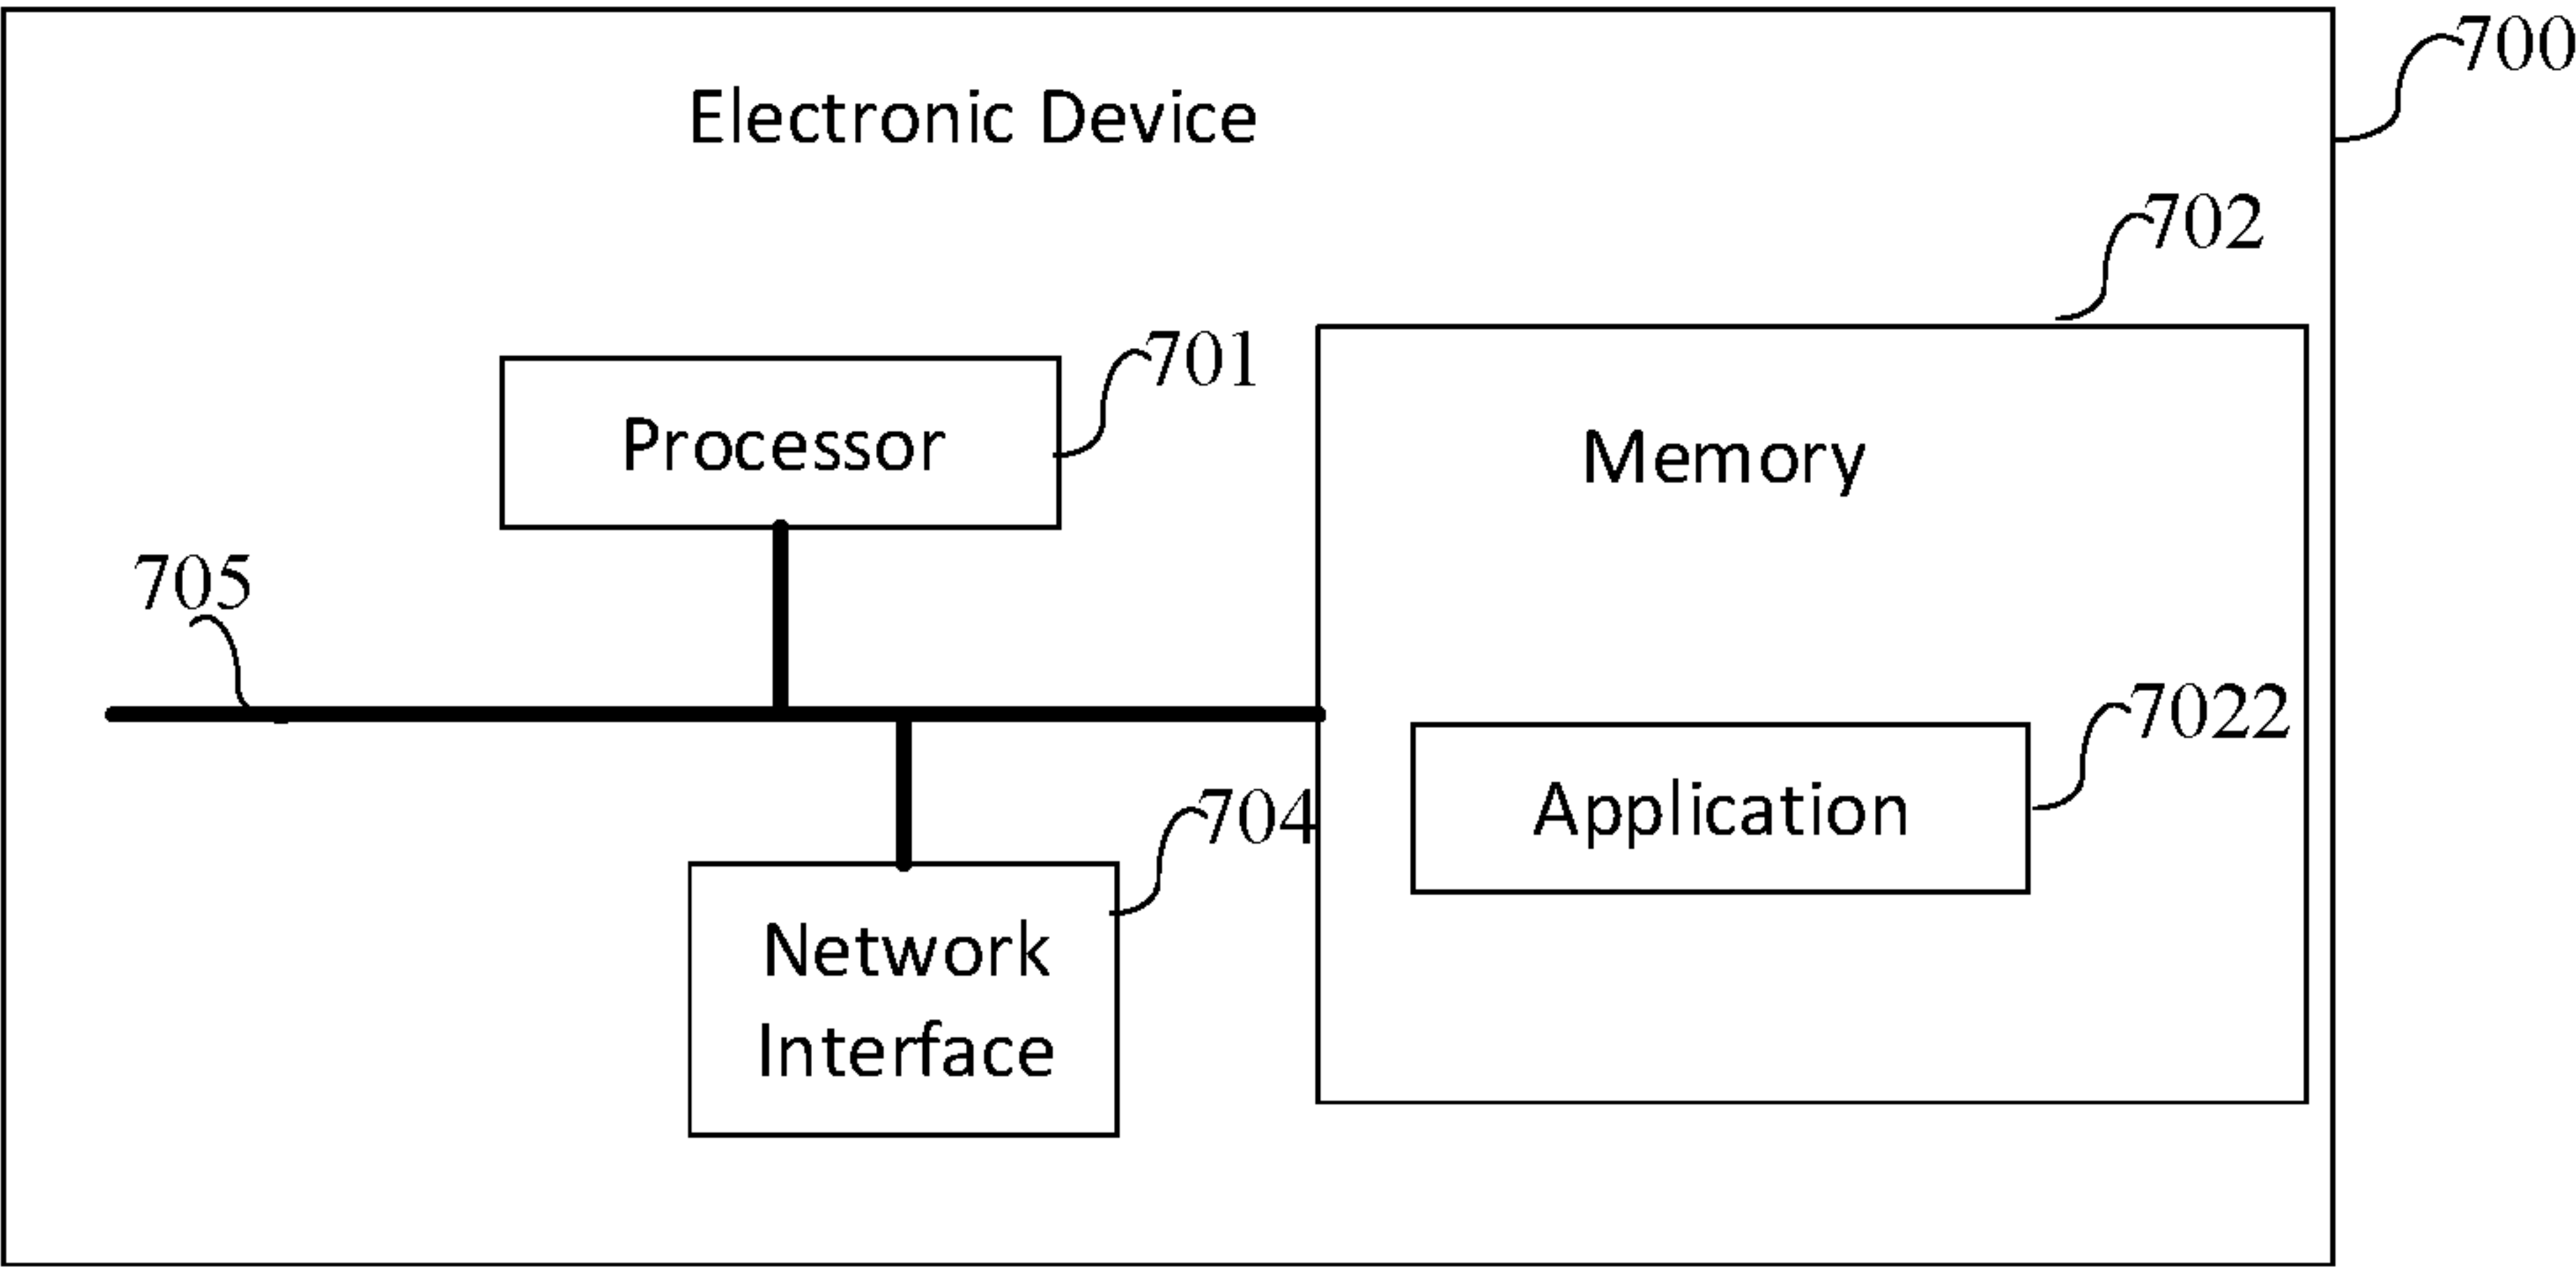 700
Electronic Device
702
701
Processor
Memory
705
7022
704
Application
Network
Interface